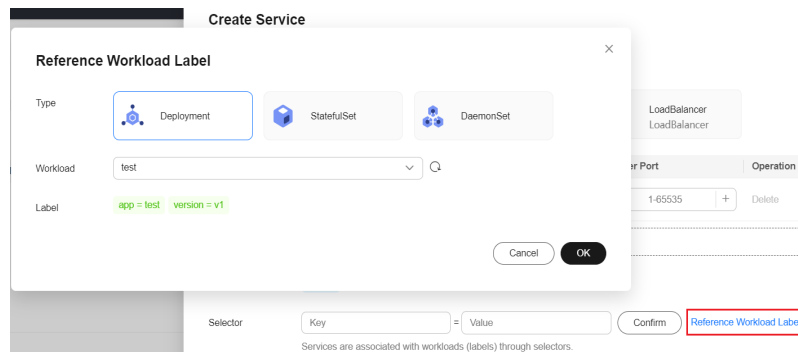 Create Service
Reference Workload Label
Type
Deployment
StatefulSet
DaemonSet
LoadBalancer
LoadBalancer
Workload
test
er Port
Operation
Label
app = test version = v1
1-65535
+
Delete
Cancel
OK
Selector
Key
=
Value
Confirm
Reference Workload Labe
Services are associated with workloads (labels) through selectors.